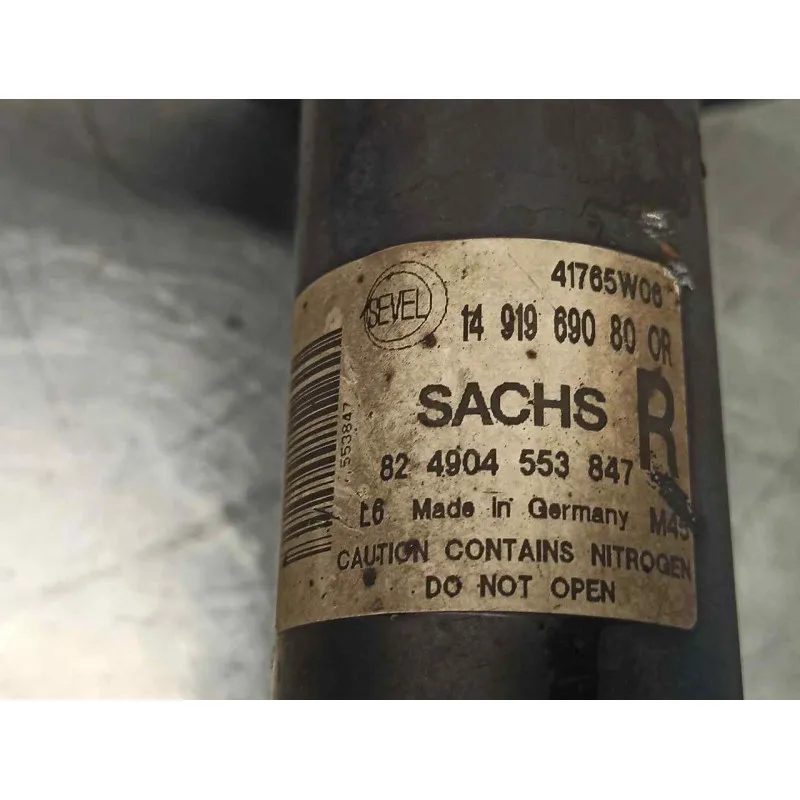 41765W06
SEVEL
14 919 690 80 0R
SACHS R
82 4904 553 847
553847
L6 Made in Germany M45
CAUTION CONTAINS NITROGEN
DO NOT OPEN